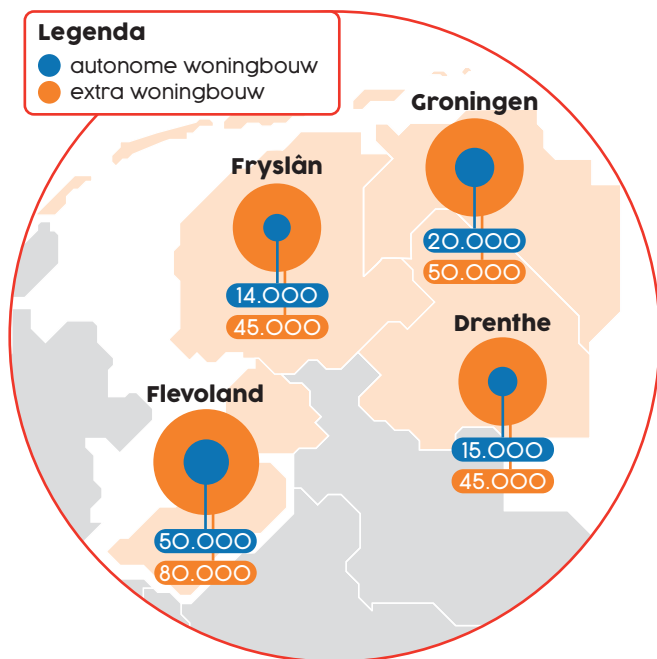 Legenda
autonome woningbouw
extra woningbouw
Groningen
20.000
50.000
Fryslân
14.000
45.000
Drenthe
15.000
45.000
Flevoland
50.000
80.000